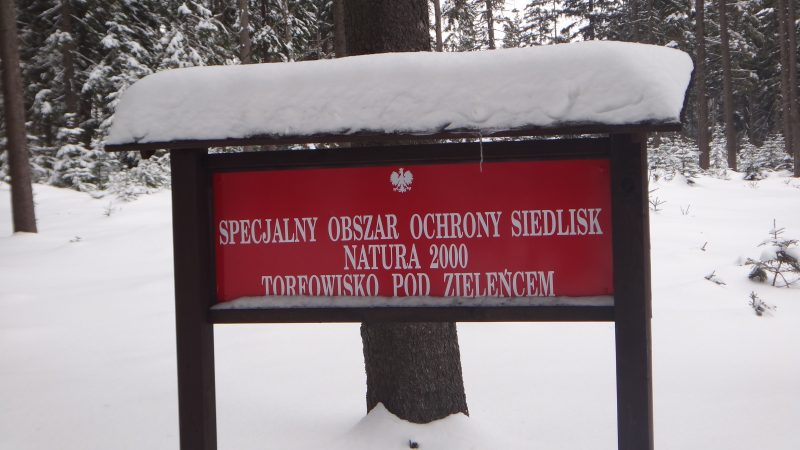 SPECJALNY OBSZAR OCHRONY SIEDLISK
NATURA 2000
TORFOWISKO POD ZIELEŃCEM